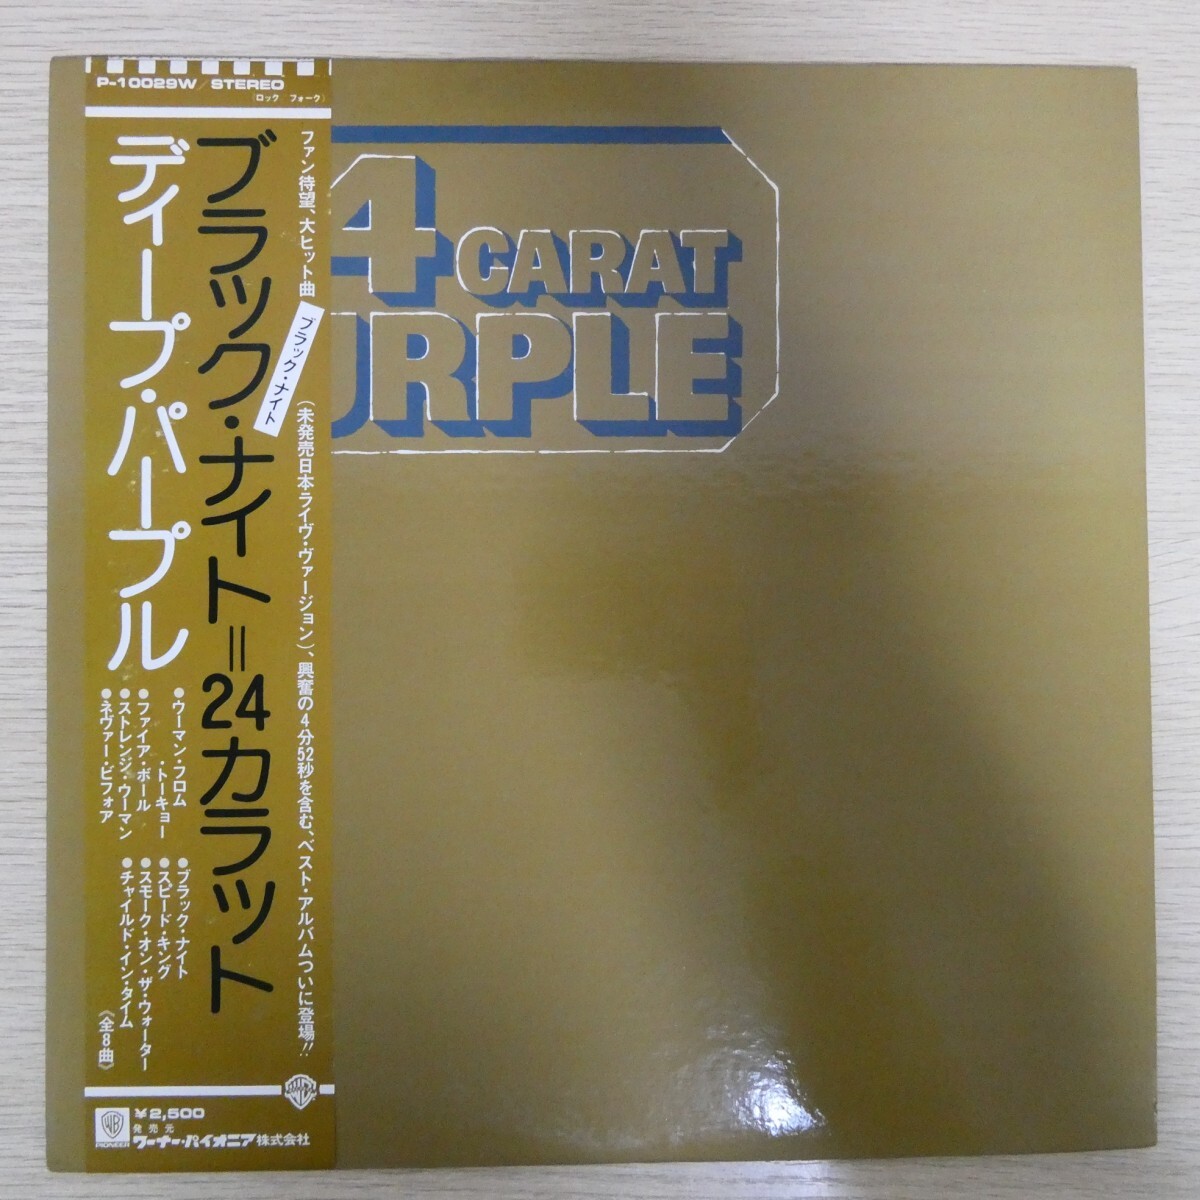 P-10029W/STEREO
(ロック フォーク)
ファン待望、大ヒット曲
ブラック・ナイト
(未発売日本ライヴ・ヴァージョン)、興奮の4分52秒を含む、ベスト・アルバムついに登場!!
ブラック・ナイト=24カラット
ディープ・パープル
●ウーマン・フロム
・トーキョー
●ファイア・ボール
●ストレンジ・ウーマン
●ネヴァー・ビフォア
●ブラック・ナイト
●スピード・キング
●スモーク・オン・ザ・ウォーター
●チャイルド・イン・タイム
《全8曲》
WB
PIONEER
¥2,500
発売元
ワーナー・パイオニア株式会社
4 CARAT
URPLE